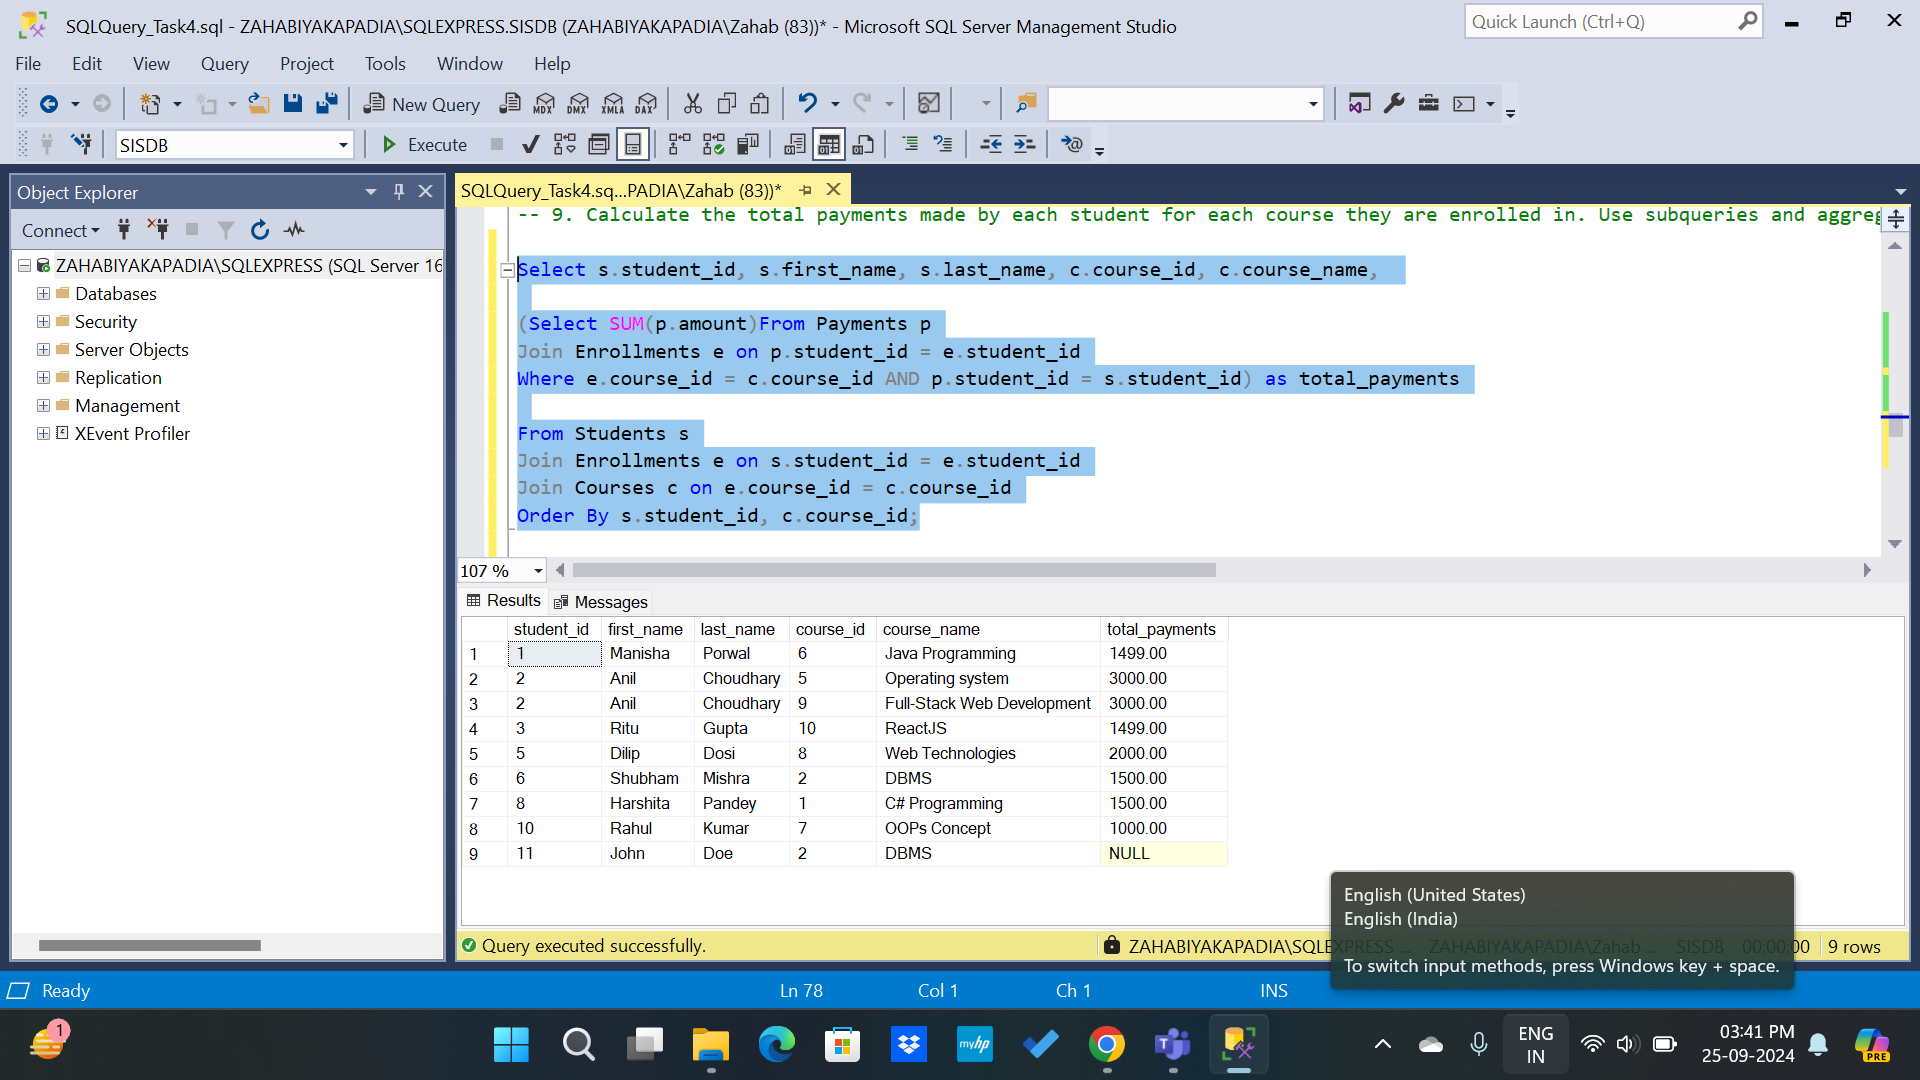 SQLQuery_Task4.sql - ZAHABIYAKAPADIA\SQLEXPRESS.SISDB (ZAHABIYAKAPADIA\Zahab (83))* - Microsoft SQL Server Management Studio
Quick Launch (Ctrl+Q)
File Edit View Query Project Tools Window Help
New Query MDX DMX XMLA DAX
SISDB Execute
Object Explorer
Connect
ZAHABIYAKAPADIA\SQLEXPRESS (SQL Server 16
Databases
Security
Server Objects
Replication
Management
XEvent Profiler
SQLQuery_Task4.sq...PADIA\Zahab (83))*
-- 9. Calculate the total payments made by each student for each course they are enrolled in. Use subqueries and aggreg
Select s.student_id, s.first_name, s.last_name, c.course_id, c.course_name,
(Select SUM(p.amount)From Payments p
Join Enrollments e on p.student_id = e.student_id
Where e.course_id = c.course_id AND p.student_id = s.student_id) as total_payments
From Students s
Join Enrollments e on s.student_id = e.student_id
Join Courses c on e.course_id = c.course_id
Order By s.student_id, c.course_id;
107 %
Results Messages
student_id first_name last_name course_id course_name total_payments
1 1 Manisha Porwal 6 Java Programming 1499.00
2 2 Anil Choudhary 5 Operating system 3000.00
3 2 Anil Choudhary 9 Full-Stack Web Development 3000.00
4 3 Ritu Gupta 10 ReactJS 1499.00
5 5 Dilip Dosi 8 Web Technologies 2000.00
6 6 Shubham Mishra 2 DBMS 1500.00
7 8 Harshita Pandey 1 C# Programming 1500.00
8 10 Rahul Kumar 7 OOPs Concept 1000.00
9 11 John Doe 2 DBMS NULL
English (United States)
English (India)
To switch input methods, press Windows key + space.
Query executed successfully. ZAHABIYAKAPADIA\SQLEXPRESS ... ZAHABIYAKAPADIA\Zahab ... SISDB 00:00:00 9 rows
Ready Ln 78 Col 1 Ch 1 INS
1
myhp
ENG
IN
03:41 PM
25-09-2024
PRE